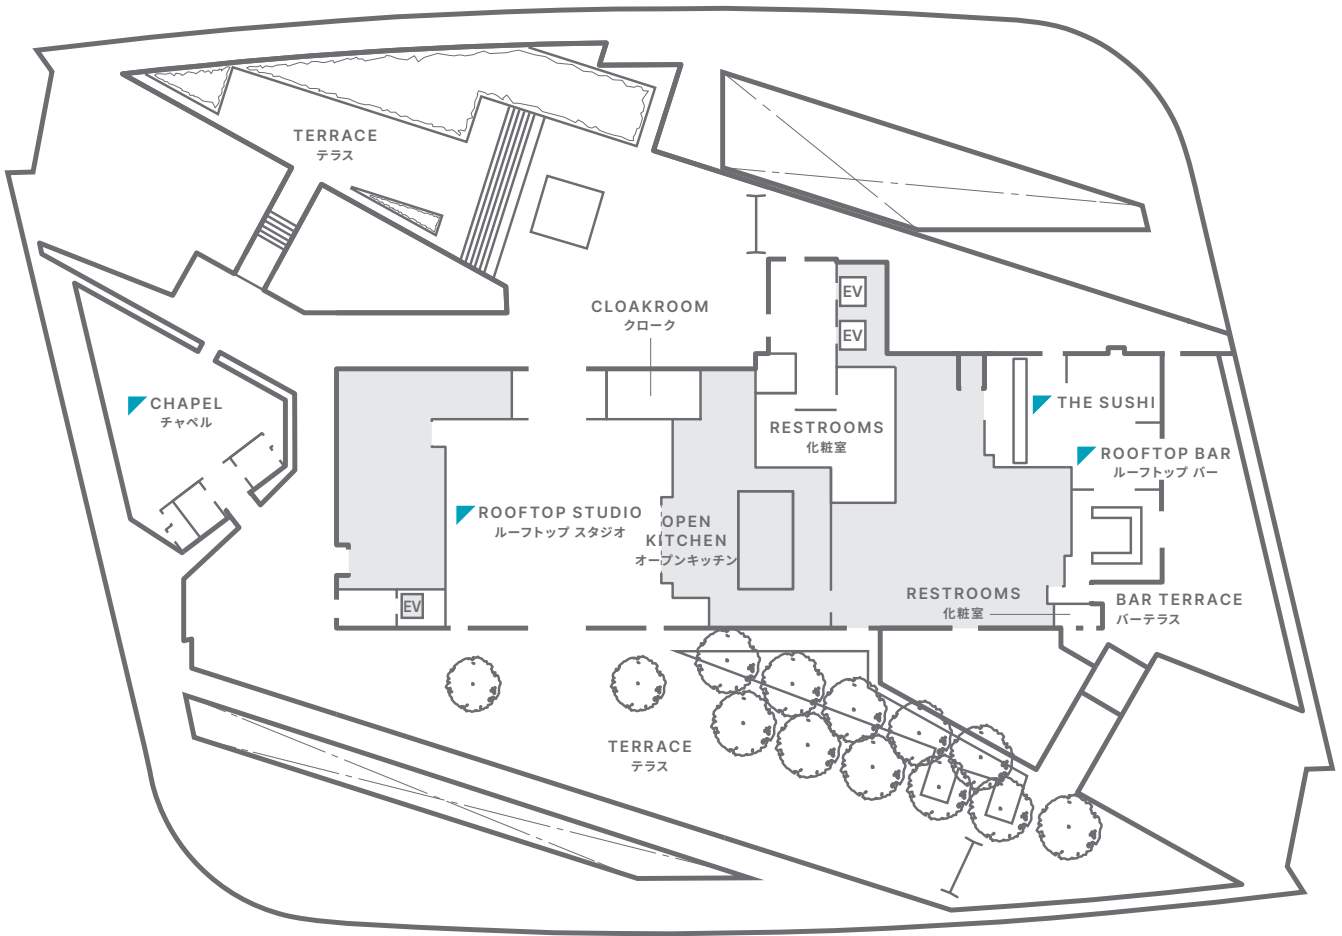 TERRACE
テラス
EV
EV
CLOAKROOM
クローク
CHAPEL
チャペル
THE SUSHI
RESTROOMS
化粧室
ROOFTOP BAR
ルーフトップ バー
ROOFTOP STUDIO
ルーフトップ スタジオ
OPEN
KITCHEN
オープンキッチン
EV
RESTROOMS
化粧室
BAR TERRACE
バーテラス
TERRACE
テラス